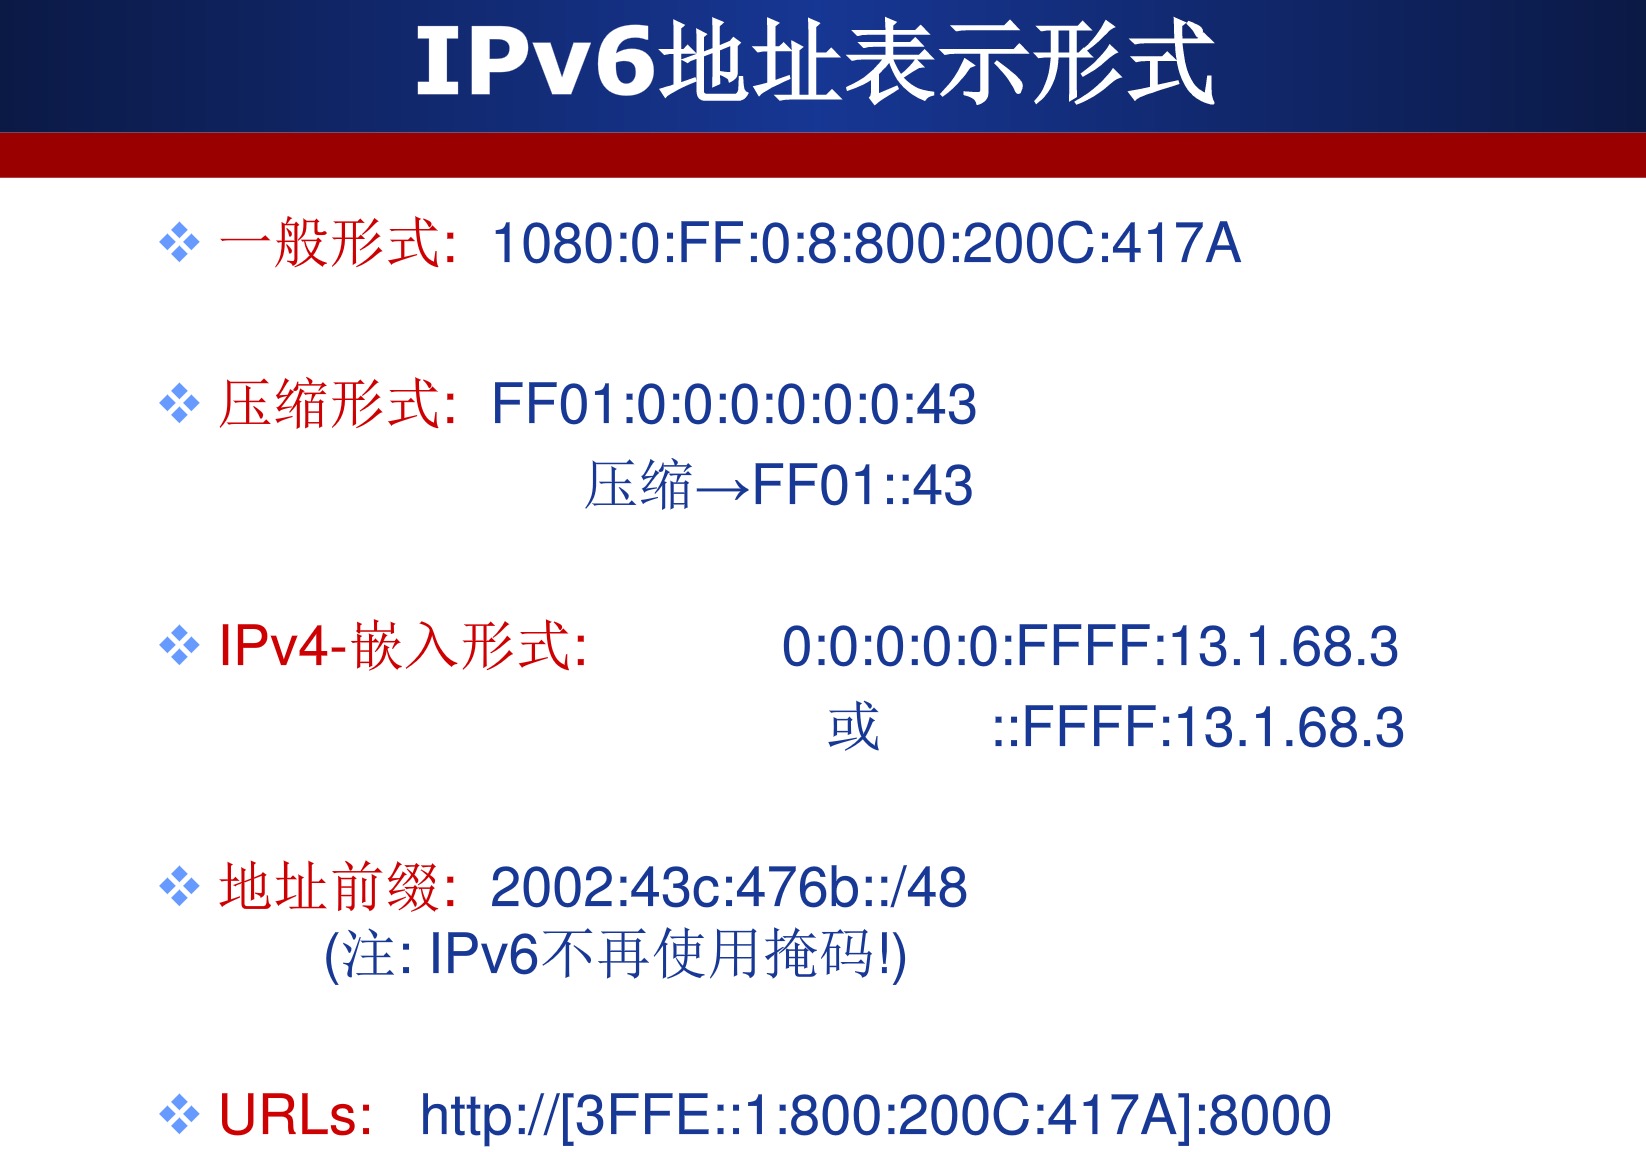 IPv6地址表示形式
一般形式: 1080:0:FF:0:8:800:200C:417A
压缩形式: FF01:0:0:0:0:0:0:43
压缩→FF01::43
IPv4-嵌入形式: 0:0:0:0:0:FFFF:13.1.68.3
或 ::FFFF:13.1.68.3
地址前缀: 2002:43c:476b::/48
(注: IPv6不再使用掩码!)
URLs: http://[3FFE::1:800:200C:417A]:8000